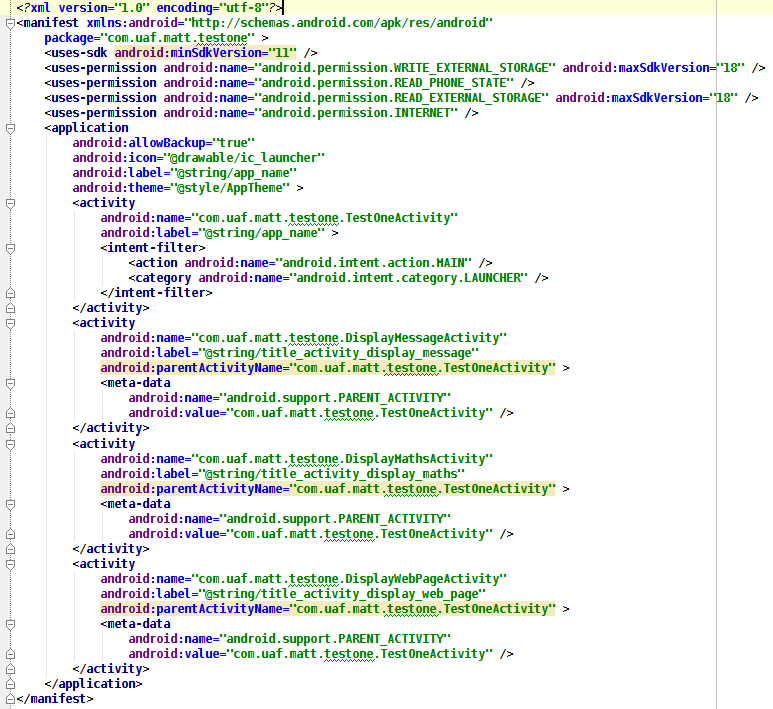 <?xml version="1.0" encoding="utf-8"?>
<manifest xmlns:android="http://schemas.android.com/apk/res/android"
    package="com.uaf.matt.testone" >
    <uses-sdk android:minSdkVersion="11" />
    <uses-permission android:name="android.permission.WRITE_EXTERNAL_STORAGE" android:maxSdkVersion="18" />
    <uses-permission android:name="android.permission.READ_PHONE_STATE" />
    <uses-permission android:name="android.permission.READ_EXTERNAL_STORAGE" android:maxSdkVersion="18" />
    <uses-permission android:name="android.permission.INTERNET" />
    <application
        android:allowBackup="true"
        android:icon="@drawable/ic_launcher"
        android:label="@string/app_name"
        android:theme="@style/AppTheme" >
        <activity
            android:name="com.uaf.matt.testone.TestOneActivity"
            android:label="@string/app_name" >
            <intent-filter>
                <action android:name="android.intent.action.MAIN" />
                <category android:name="android.intent.category.LAUNCHER" />
            </intent-filter>
        </activity>
        <activity
            android:name="com.uaf.matt.testone.DisplayMessageActivity"
            android:label="@string/title_activity_display_message"
            android:parentActivityName="com.uaf.matt.testone.TestOneActivity" >
            <meta-data
                android:name="android.support.PARENT_ACTIVITY"
                android:value="com.uaf.matt.testone.TestOneActivity" />
        </activity>
        <activity
            android:name="com.uaf.matt.testone.DisplayMathsActivity"
            android:label="@string/title_activity_display_maths"
            android:parentActivityName="com.uaf.matt.testone.TestOneActivity" >
            <meta-data
                android:name="android.support.PARENT_ACTIVITY"
                android:value="com.uaf.matt.testone.TestOneActivity" />
        </activity>
        <activity
            android:name="com.uaf.matt.testone.DisplayWebPageActivity"
            android:label="@string/title_activity_display_web_page"
            android:parentActivityName="com.uaf.matt.testone.TestOneActivity" >
            <meta-data
                android:name="android.support.PARENT_ACTIVITY"
                android:value="com.uaf.matt.testone.TestOneActivity" />
        </activity>
    </application>
</manifest>